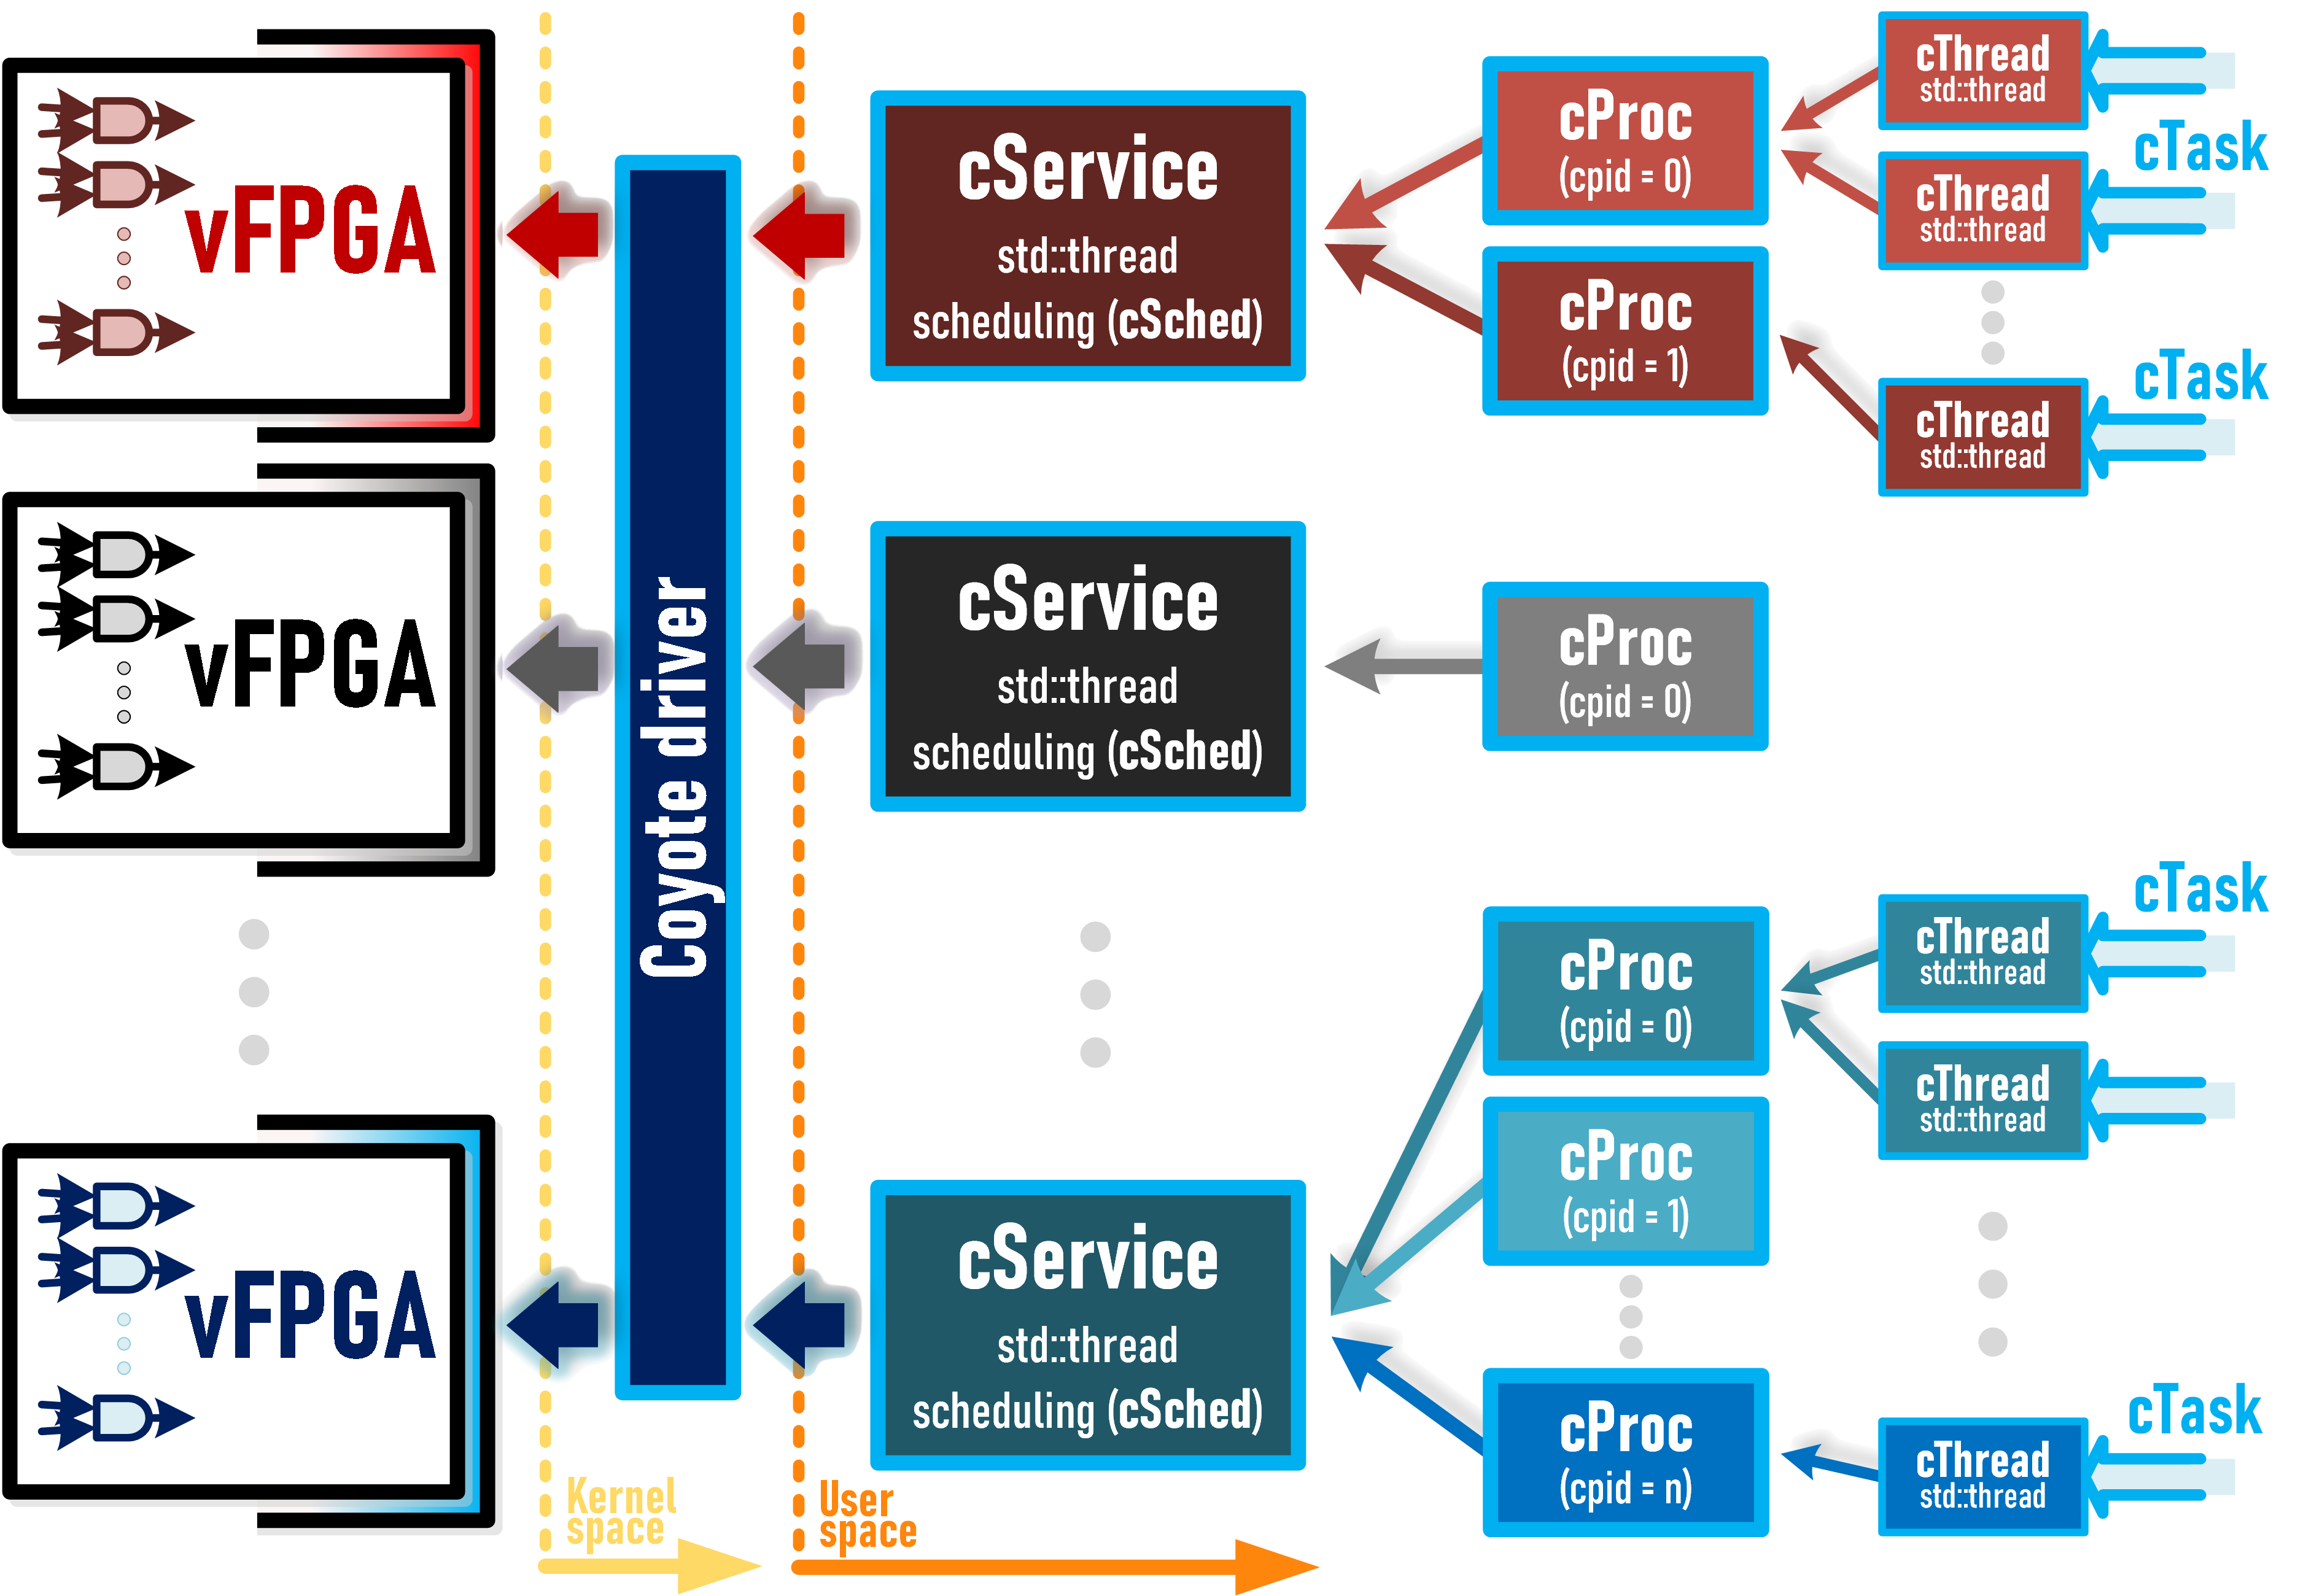 vFPGA
cService
std::thread
scheduling (cSched)
cProc
(cpid = 0)
cProc
(cpid = 1)
cThread
std::thread
cTask
cThread
std::thread
cTask
cThread
std::thread
vFPGA
Coyote driver
cService
std::thread
scheduling (cSched)
cProc
(cpid = 0)
vFPGA
cService
std::thread
scheduling (cSched)
cProc
(cpid = 0)
cProc
(cpid = 1)
cProc
(cpid = n)
cTask
cThread
std::thread
cThread
std::thread
cTask
cThread
std::thread
Kernel
space
User
space